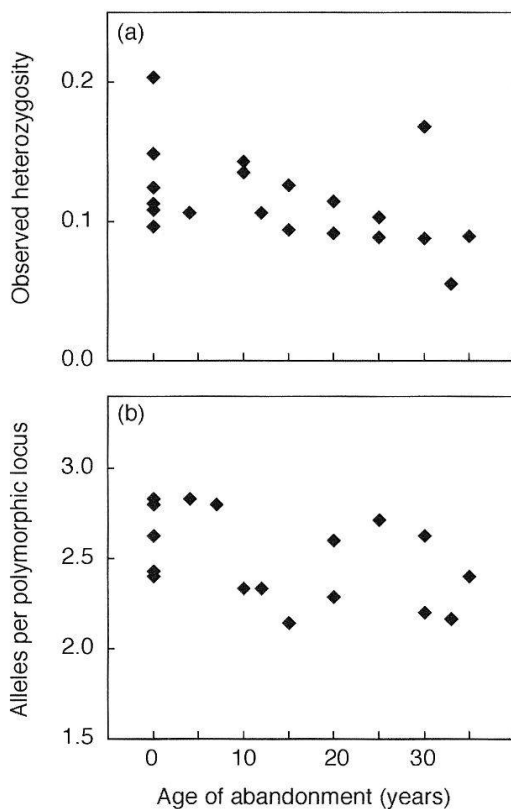 (a)
Observed heterozygosity
0.2
0.1
0.0
(b)
Alleles per polymorphic locus
3.0
2.5
2.0
1.5
0 10 20 30
Age of abandonment (years)